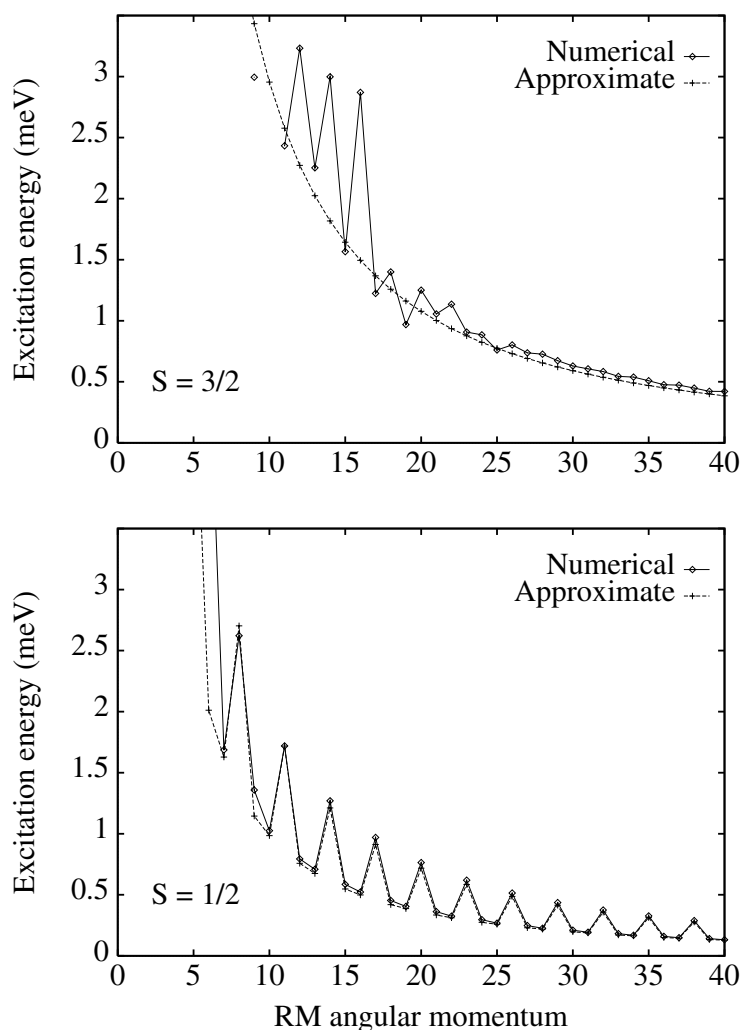 Excitation energy (meV)
3
2.5
2
1.5
1
0.5
0
Numerical
Approximate
S = 3/2
0 5 10 15 20 25 30 35 40
Excitation energy (meV)
3
2.5
2
1.5
1
0.5
0
Numerical
Approximate
S = 1/2
0 5 10 15 20 25 30 35 40
RM angular momentum